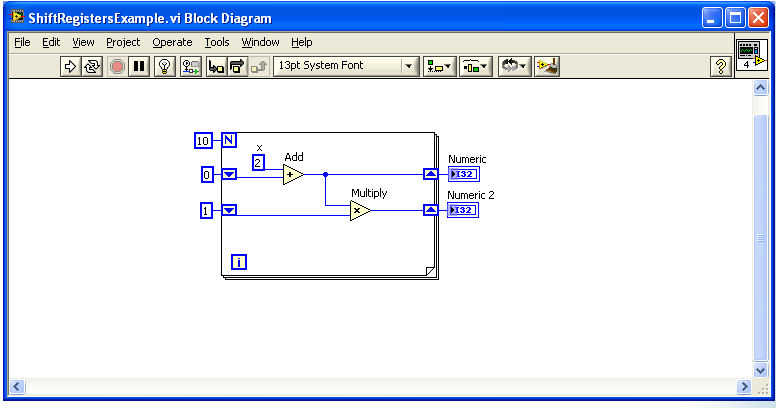 ShiftRegistersExample.vi Block Diagram
File Edit View Project Operate Tools Window Help
13pt System Font
?
4
10 N
x
2 Add
+
0
Numeric
I32
Multiply
×
1
Numeric 2
I32
i